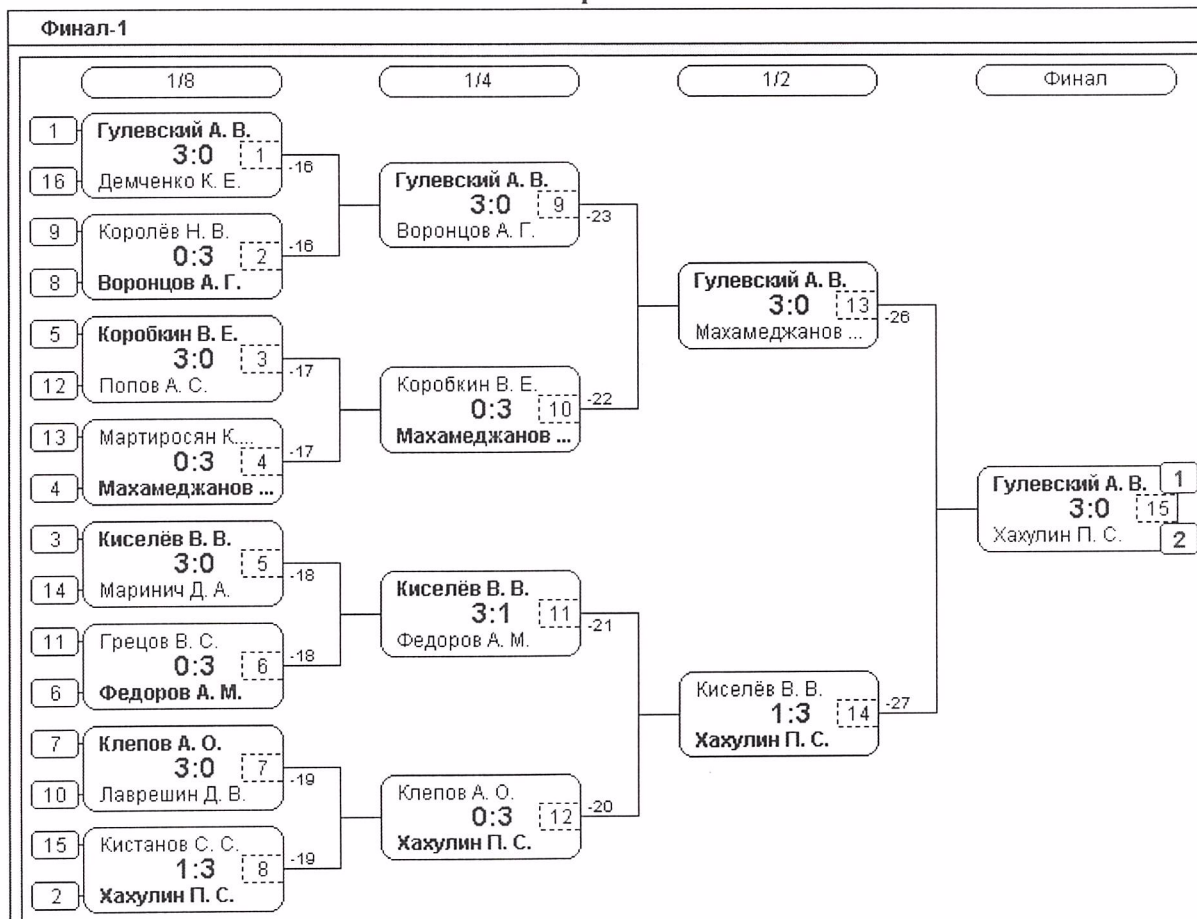 Финал-1
1/8
1/4
1/2
Финал
1
Гулевский А. В.
3:0
1
-16
16
Демченко К. Е.
9
Королёв Н. В.
0:3
2
-16
8
Воронцов А. Г.
5
Коробкин В. Е.
3:0
3
-17
12
Попов А. С.
13
Мартиросян К....
0:3
4
-17
4
Махамеджанов ...
3
Киселёв В. В.
3:0
5
-18
14
Маринич Д. А.
11
Грецов В. С.
0:3
6
-18
6
Федоров А. М.
7
Клепов А. О.
3:0
7
-19
10
Лаврешин Д. В.
15
Кистанов С. С.
1:3
8
-19
2
Хахулин П. С.
Гулевский А. В.
3:0
9
-23
Воронцов А. Г.
Коробкин В. Е.
0:3
10
-22
Махамеджанов ...
Киселёв В. В.
3:1
11
-21
Федоров А. М.
Клепов А. О.
0:3
12
-20
Хахулин П. С.
Гулевский А. В.
3:0
13
-26
Махамеджанов ...
Киселёв В. В.
1:3
14
-27
Хахулин П. С.
Гулевский А. В.
1
3:0
15
Хахулин П. С.
2